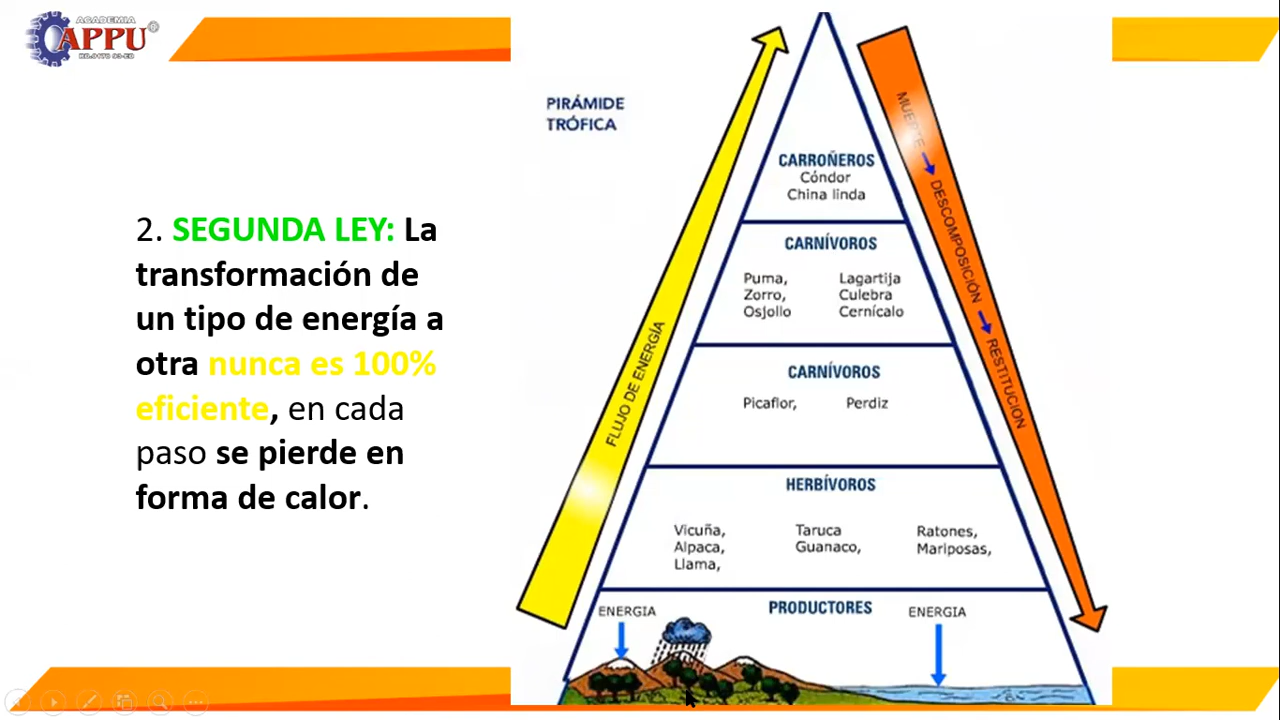 ACADEMIA
APPU
2. SEGUNDA LEY: La
transformación de
un tipo de energía a
otra nunca es 100%
eficiente, en cada
paso se pierde en
forma de calor.
PIRÁMIDE
TRÓFICA
FLUJO DE ENERGÍA
MUERTE
DESCOMPOSICIÓN
RESTITUCION
CARROÑEROS
Cóndor
China linda
CARNÍVOROS
Puma, Lagartija
Zorro, Culebra
Osjollo Cernícalo
CARNÍVOROS
Picaflor, Perdiz
HERBÍVOROS
Vicuña, Taruca Ratones,
Alpaca, Guanaco, Mariposas,
Llama,
ENERGIA PRODUCTORES ENERGIA